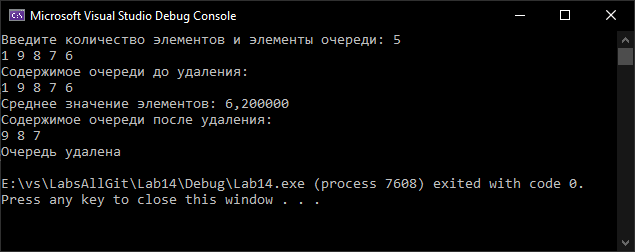 Microsoft Visual Studio Debug Console
Введите количество элементов и элементы очереди: 5
1 9 8 7 6
Содержимое очереди до удаления:
1 9 8 7 6
Среднее значение элементов: 6,200000
Содержимое очереди после удаления:
9 8 7
Очередь удалена
E:\vs\LabsAllGit\Lab14\Debug\Lab14.exe (process 7608) exited with code 0.
Press any key to close this window . . .